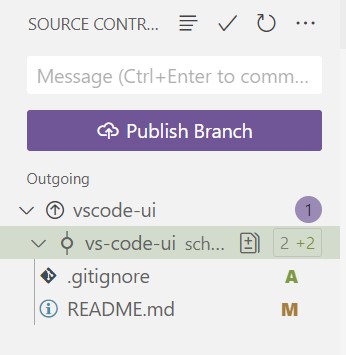 SOURCE CONTR...
Message (Ctrl+Enter to comm...
Publish Branch
Outgoing
vscode-ui 1
vs-code-ui sch... 2 +2
.gitignore A
README.md M